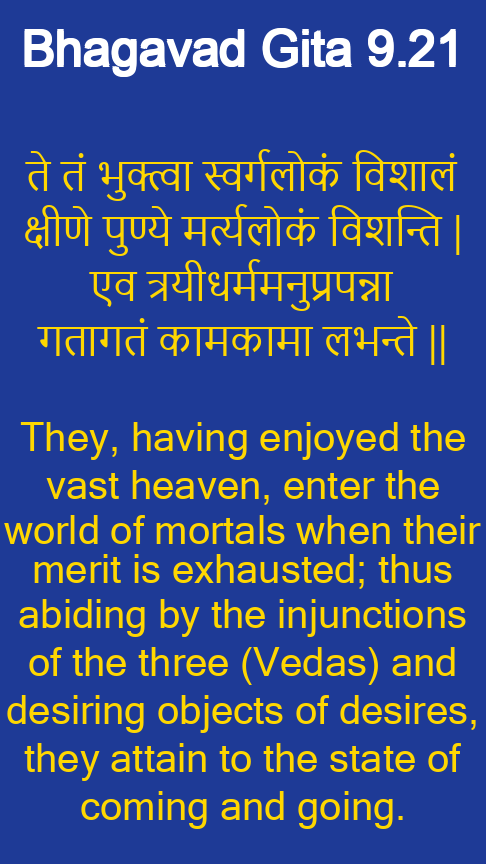 Bhagavad Gita 9.21
ते तं भुक्त्वा स्वर्गलोकं विशालं
क्षीणे पुण्ये मर्त्यलोकं विशन्ति |
एव त्रयीधर्ममनुप्रपन्ना
गतागतं कामकामा लभन्ते ||
They, having enjoyed the
vast heaven, enter the
world of mortals when their
merit is exhausted; thus
abiding by the injunctions
of the three (Vedas) and
desiring objects of desires,
they attain to the state of
coming and going.